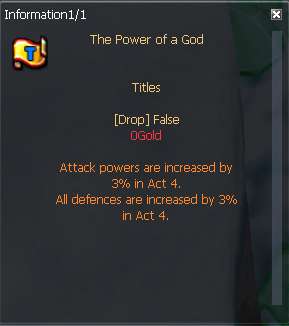 Information1/1
The Power of a God
T
Titles
[Drop] False
0Gold
Attack powers are increased by
3% in Act 4.
All defences are increased by 3%
in Act 4.